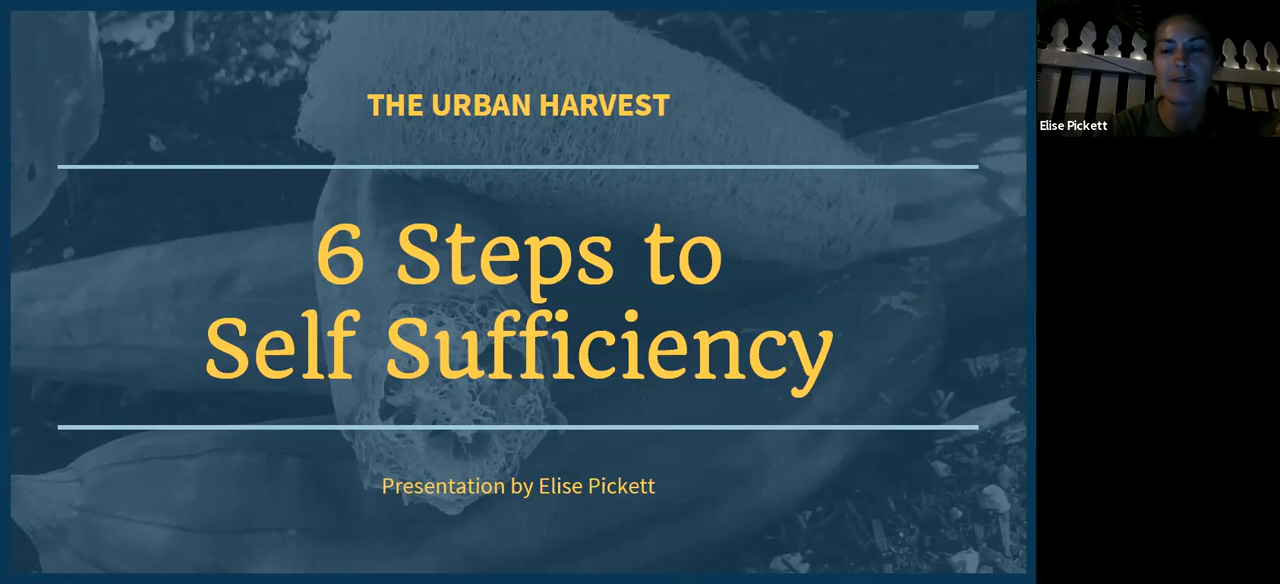 THE URBAN HARVEST
6 Steps to
Self Sufficiency
Presentation by Elise Pickett
Elise Pickett